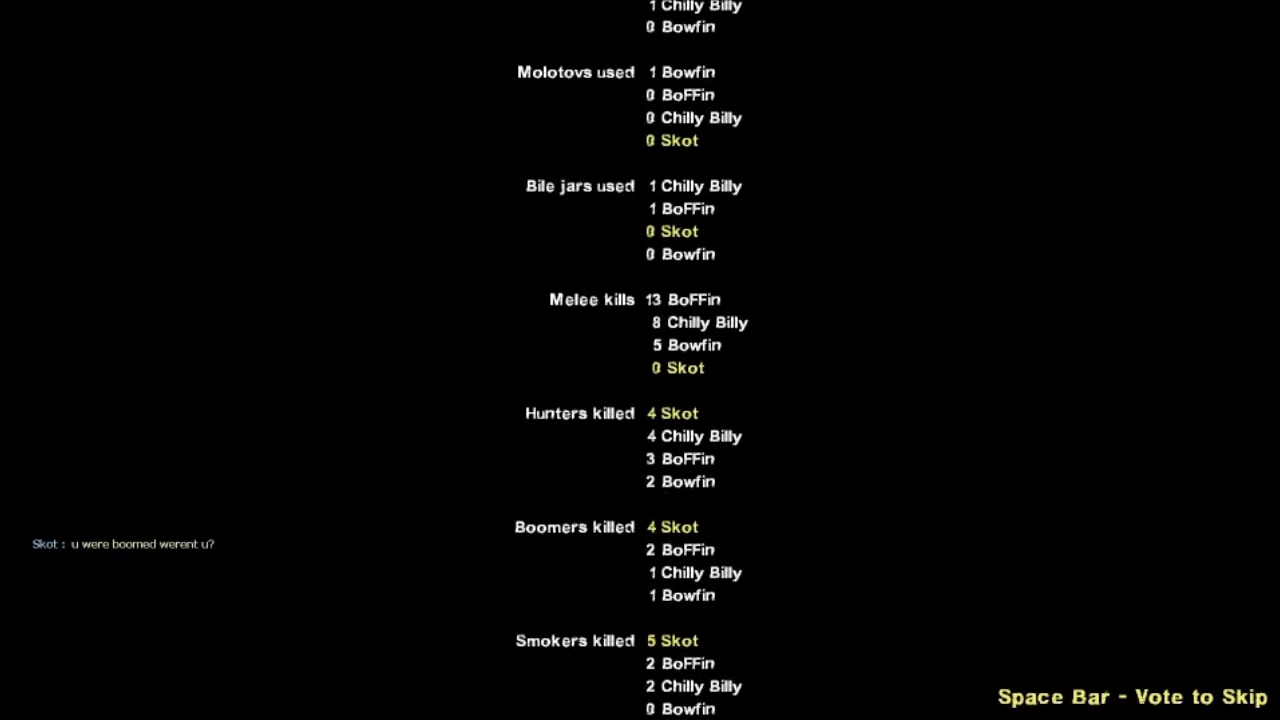 1 Chilly Billy
0 Bowfin
Molotovs used 1 Bowfin
0 BoFFin
0 Chilly Billy
0 Skot
Bile jars used 1 Chilly Billy
1 BoFFin
0 Skot
0 Bowfin
Melee kills 13 BoFFin
8 Chilly Billy
5 Bowfin
0 Skot
Hunters killed 4 Skot
4 Chilly Billy
3 BoFFin
2 Bowfin
Boomers killed 4 Skot
Skot : u were boomed werent u?
2 BoFFin
1 Chilly Billy
1 Bowfin
Smokers killed 5 Skot
2 BoFFin
2 Chilly Billy
0 Bowfin
Space Bar - Vote to Skip